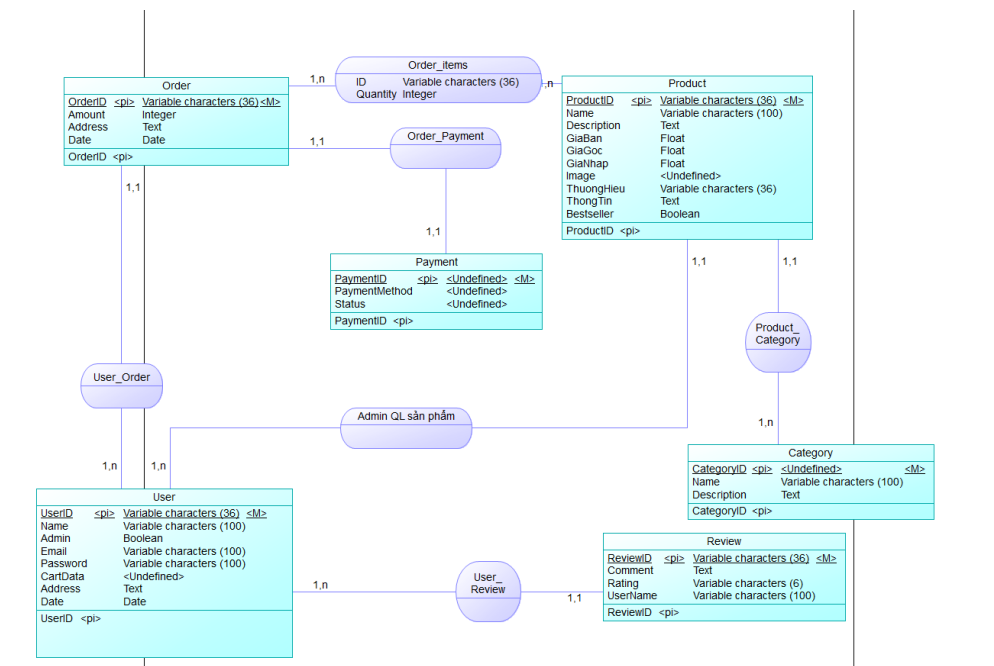 Order_items
ID Variable characters (36)
Quantity Integer
1,n
,n
Order
OrderID <pi> Variable characters (36) <M>
Amount Integer
Address Text
Date Date
OrderID <pi>
Product
ProductID <pi> Variable characters (36) <M>
Name Variable characters (100)
Description Text
GiaBan Float
GiaGoc Float
GiaNhap Float
Image <Undefined>
ThuongHieu Variable characters (36)
ThongTin Text
Bestseller Boolean
ProductID <pi>
Order_Payment
1,1
1,1
1,1
Payment
PaymentID <pi> <Undefined> <M>
PaymentMethod <Undefined>
Status <Undefined>
PaymentID <pi>
1,1
1,1
Product_
Category
User_Order
Admin QL sản phẩm
1,n
1,n
1,n
Category
CategoryID <pi> <Undefined> <M>
Name Variable characters (100)
Description Text
CategoryID <pi>
User
UserID <pi> Variable characters (36) <M>
Name Variable characters (100)
Admin Boolean
Email Variable characters (100)
Password Variable characters (100)
CartData <Undefined>
Address Text
Date Date
UserID <pi>
1,n
User_
Review
1,1
Review
ReviewID <pi> Variable characters (36) <M>
Comment Text
Rating Variable characters (6)
UserName Variable characters (100)
ReviewID <pi>